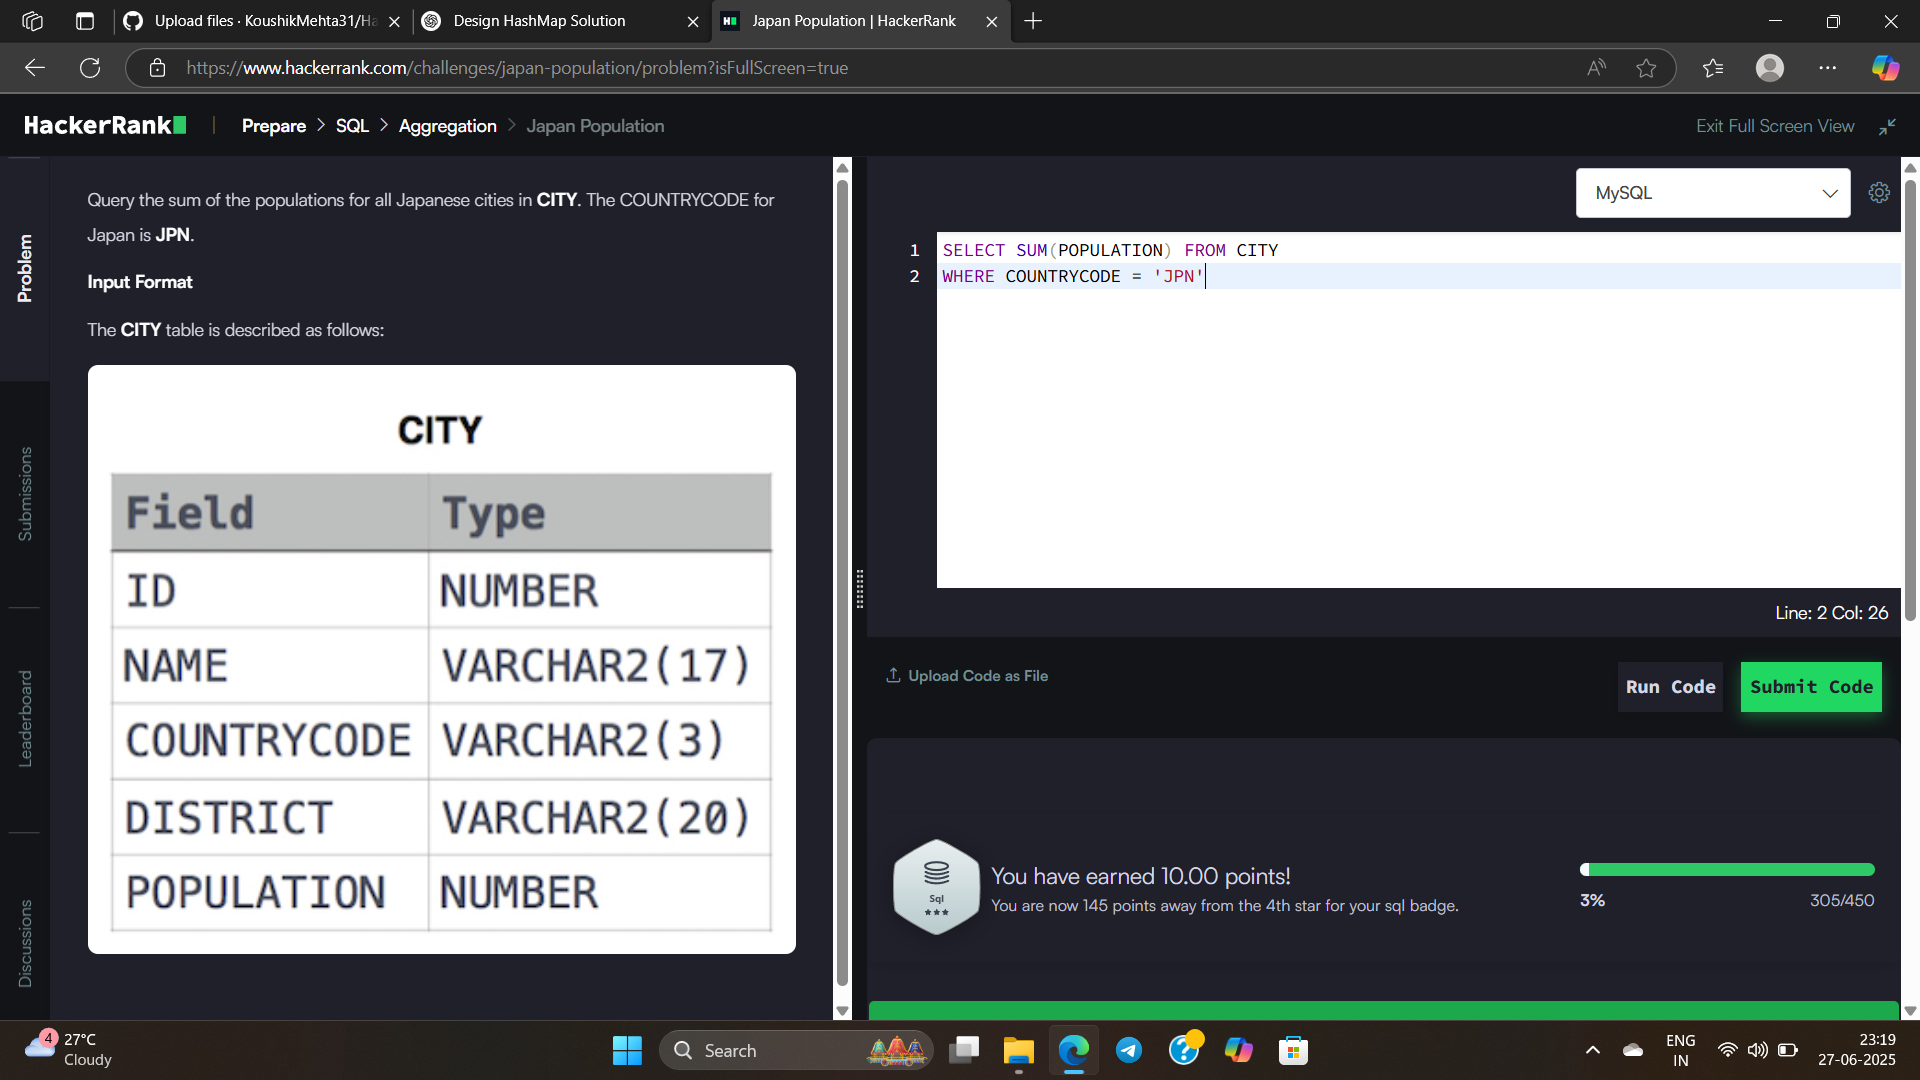 Upload files · KoushikMehta31/Ha
Design HashMap Solution
Japan Population | HackerRank
https://www.hackerrank.com/challenges/japan-population/problem?isFullScreen=true
HackerRank
Prepare > SQL > Aggregation > Japan Population
Exit Full Screen View
Problem
Submissions
Leaderboard
Discussions
Query the sum of the populations for all Japanese cities in CITY. The COUNTRYCODE for
Japan is JPN.
Input Format
The CITY table is described as follows:
CITY
Field Type
ID NUMBER
NAME VARCHAR2(17)
COUNTRYCODE VARCHAR2(3)
DISTRICT VARCHAR2(20)
POPULATION NUMBER
MySQL
1 SELECT SUM(POPULATION) FROM CITY
2 WHERE COUNTRYCODE = 'JPN'
Line: 2 Col: 26
Upload Code as File
Run Code
Submit Code
Sql
You have earned 10.00 points!
You are now 145 points away from the 4th star for your sql badge.
3%
305/450
4
27°C
Cloudy
Search
ENG
IN
23:19
27-06-2025